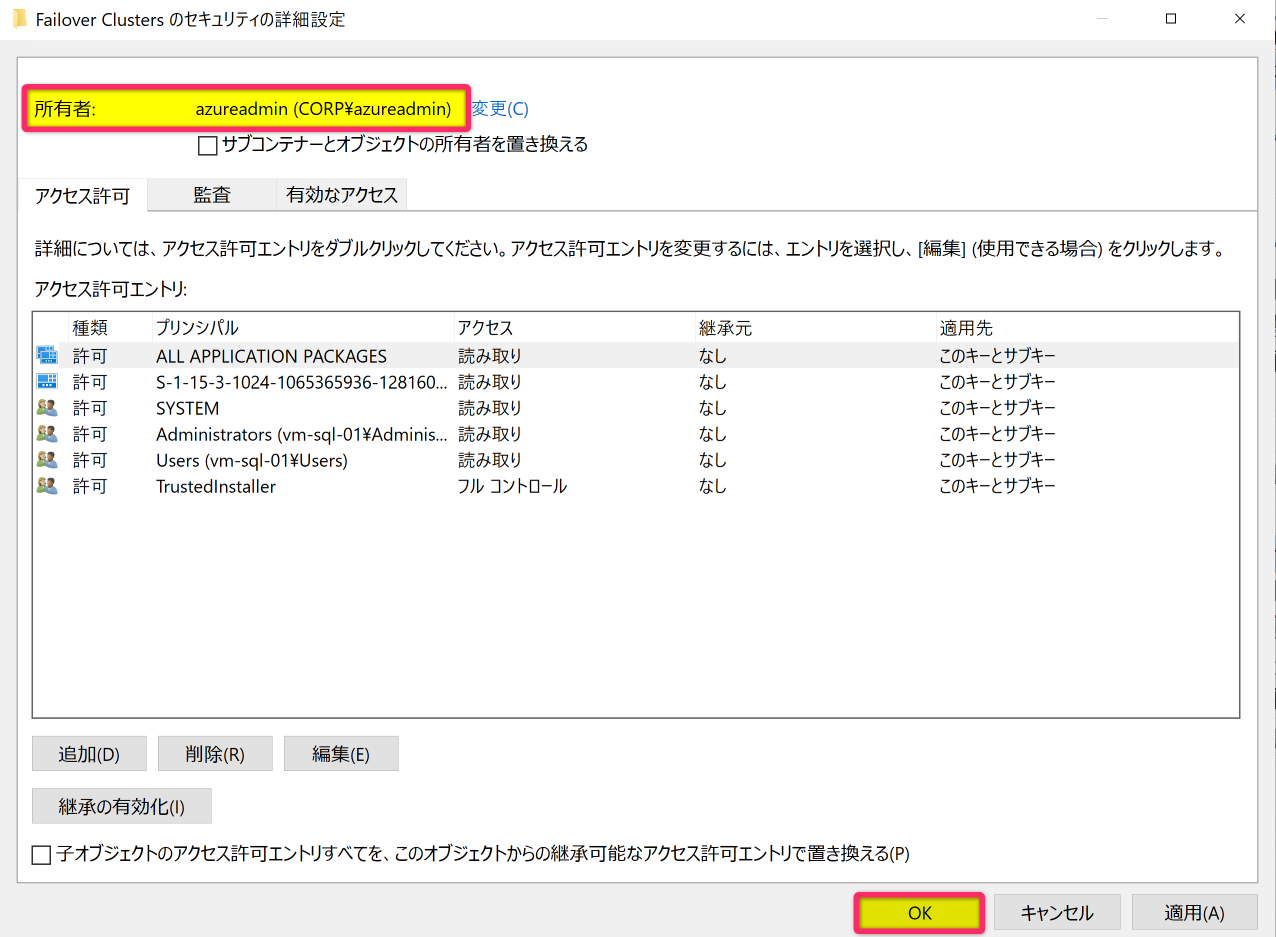 Failover Clusters のセキュリティの詳細設定
所有者: azureadmin (CORP¥azureadmin) 変更(C)
サブコンテナーとオブジェクトの所有者を置き換える
アクセス許可 監査 有効なアクセス
詳細については、アクセス許可エントリをダブルクリックしてください。アクセス許可エントリを変更するには、エントリを選択し、[編集] (使用できる場合) をクリックします。
アクセス許可エントリ:
種類 プリンシパル アクセス 継承元 適用先
許可 ALL APPLICATION PACKAGES 読み取り なし このキーとサブキー
許可 S-1-15-3-1024-1065365936-128160... 読み取り なし このキーとサブキー
許可 SYSTEM 読み取り なし このキーとサブキー
許可 Administrators (vm-sql-01¥Adminis... 読み取り なし このキーとサブキー
許可 Users (vm-sql-01¥Users) 読み取り なし このキーとサブキー
許可 TrustedInstaller フル コントロール なし このキーとサブキー
追加(D) 削除(R) 編集(E)
継承の有効化(I)
子オブジェクトのアクセス許可エントリすべてを、このオブジェクトからの継承可能なアクセス許可エントリで置き換える(P)
OK キャンセル 適用(A)